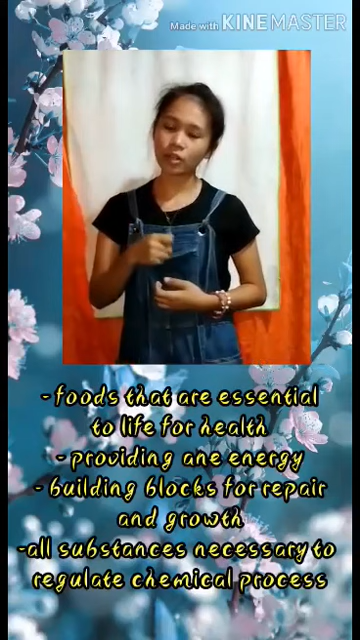 Made with KINEMASTER
- foods that are essential
to life for health
- providing ane energy
- building blocks for repair
and growth
-all substances necessary to
regulate chemical process